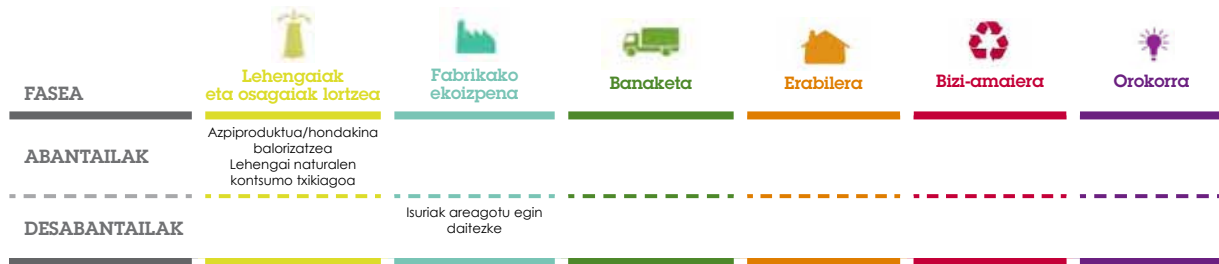 FASEA
Lehengaiak
eta osagaiak lortzea
Fabrikako
ekoizpena
Banaketa
Erabilera
Bizi-amaiera
Orokorra
ABANTAILAK
Azpiproduktua/hondakina
balorizatzea
Lehengai naturalen
kontsumo txikiagoa
DESABANTAILAK
Isuriak areagotu egin
daitezke